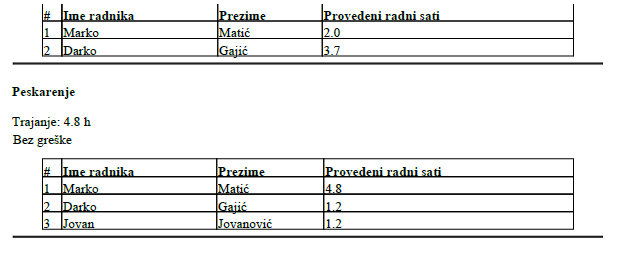 # Ime radnika Prezime Provedeni radni sati
1 Marko Matić 2.0
2 Darko Gajić 3.7
Peskarenje
Trajanje: 4.8 h
Bez greške
# Ime radnika Prezime Provedeni radni sati
1 Marko Matić 4.8
2 Darko Gajić 1.2
3 Jovan Jovanović 1.2